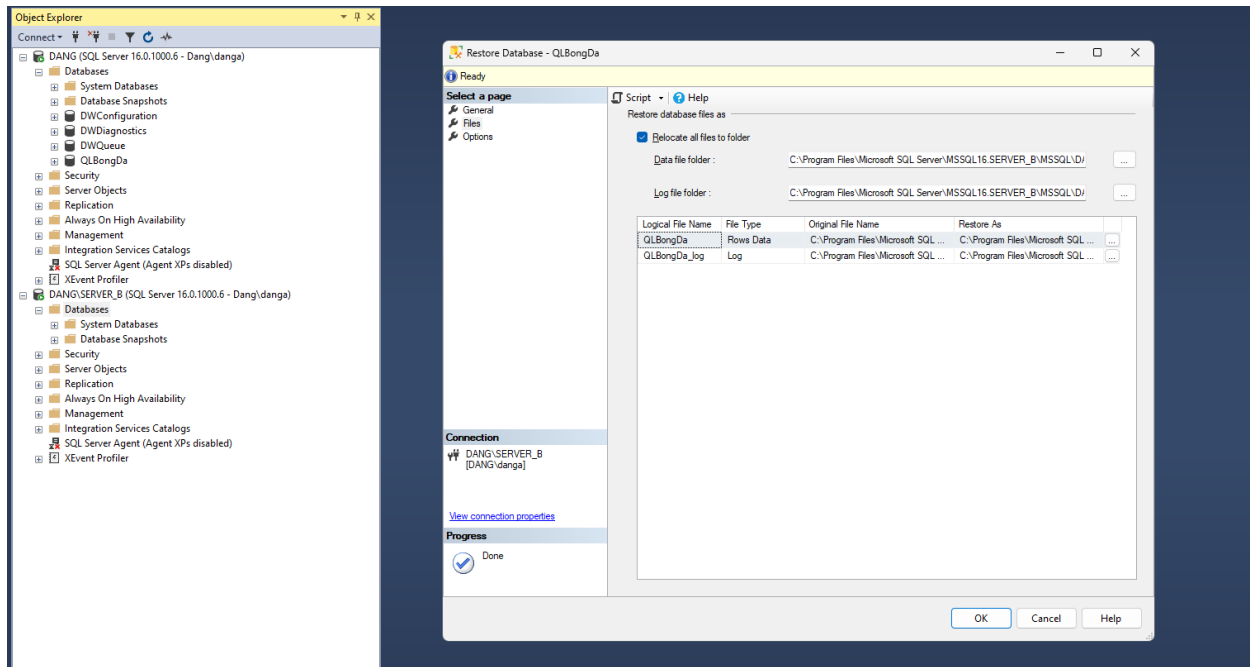 Object Explorer
Connect
DANG (SQL Server 16.0.1000.6 - Dang\danga)
Databases
System Databases
Database Snapshots
DWConfiguration
DWDiagnostics
DWQueue
QLBongDa
Security
Server Objects
Replication
Always On High Availability
Management
Integration Services Catalogs
SQL Server Agent (Agent XPs disabled)
XEvent Profiler
DANG\SERVER_B (SQL Server 16.0.1000.6 - Dang\danga)
Databases
System Databases
Database Snapshots
Security
Server Objects
Replication
Always On High Availability
Management
Integration Services Catalogs
SQL Server Agent (Agent XPs disabled)
XEvent Profiler
Restore Database - QLBongDa
Ready
Select a page
General
Files
Options
Connection
DANG\SERVER_B
[DANG\danga]
View connection properties
Progress
Done
Script Help
Restore database files as
Relocate all files to folder
Data file folder : C:\Program Files\Microsoft SQL Server\MSSQL16.SERVER_B\MSSQL\D/ ...
Log file folder : C:\Program Files\Microsoft SQL Server\MSSQL16.SERVER_B\MSSQL\D/ ...
Logical File Name File Type Original File Name Restore As
QLBongDa Rows Data C:\Program Files\Microsoft SQL ... C:\Program Files\Microsoft SQL ... ...
QLBongDa_log Log C:\Program Files\Microsoft SQL ... C:\Program Files\Microsoft SQL ... ...
OK Cancel Help